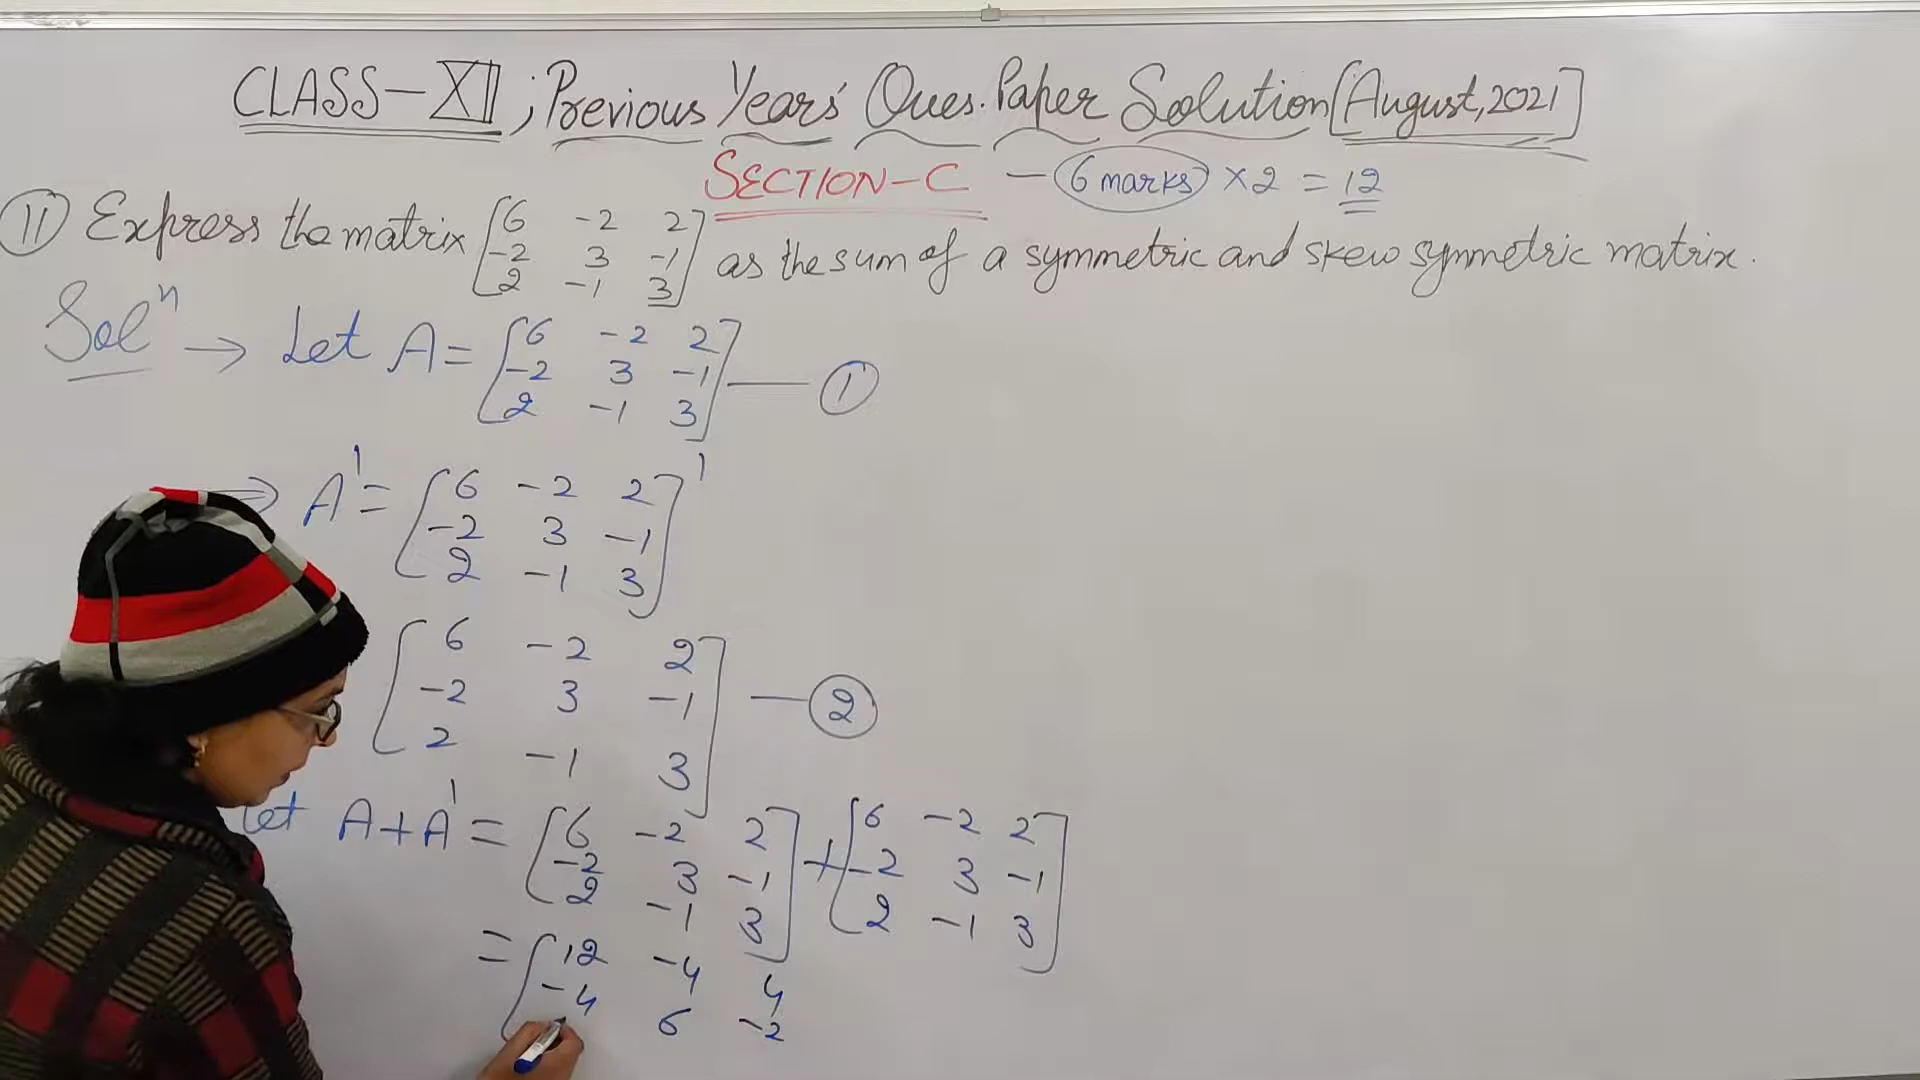 CLASS-XII ; Previous Years' Ques. Paper Solution [August, 2021]
SECTION-C — 6 marks × 2 = 12
11 Express the matrix [6 -2 2
-2 3 -1
2 -1 3] as the sum of a symmetric and skew symmetric matrix.
Solⁿ → Let A = [6 -2 2
-2 3 -1
2 -1 3] — 1
⇒ A' = [6 -2 2
-2 3 -1
2 -1 3]'
[6 -2 2
-2 3 -1
2 -1 3] — 2
Let A+A' = [6 -2 2
-2 3 -1
2 -1 3] + [6 -2 2
-2 3 -1
2 -1 3]
= [12 -4 4
-4 6 -2